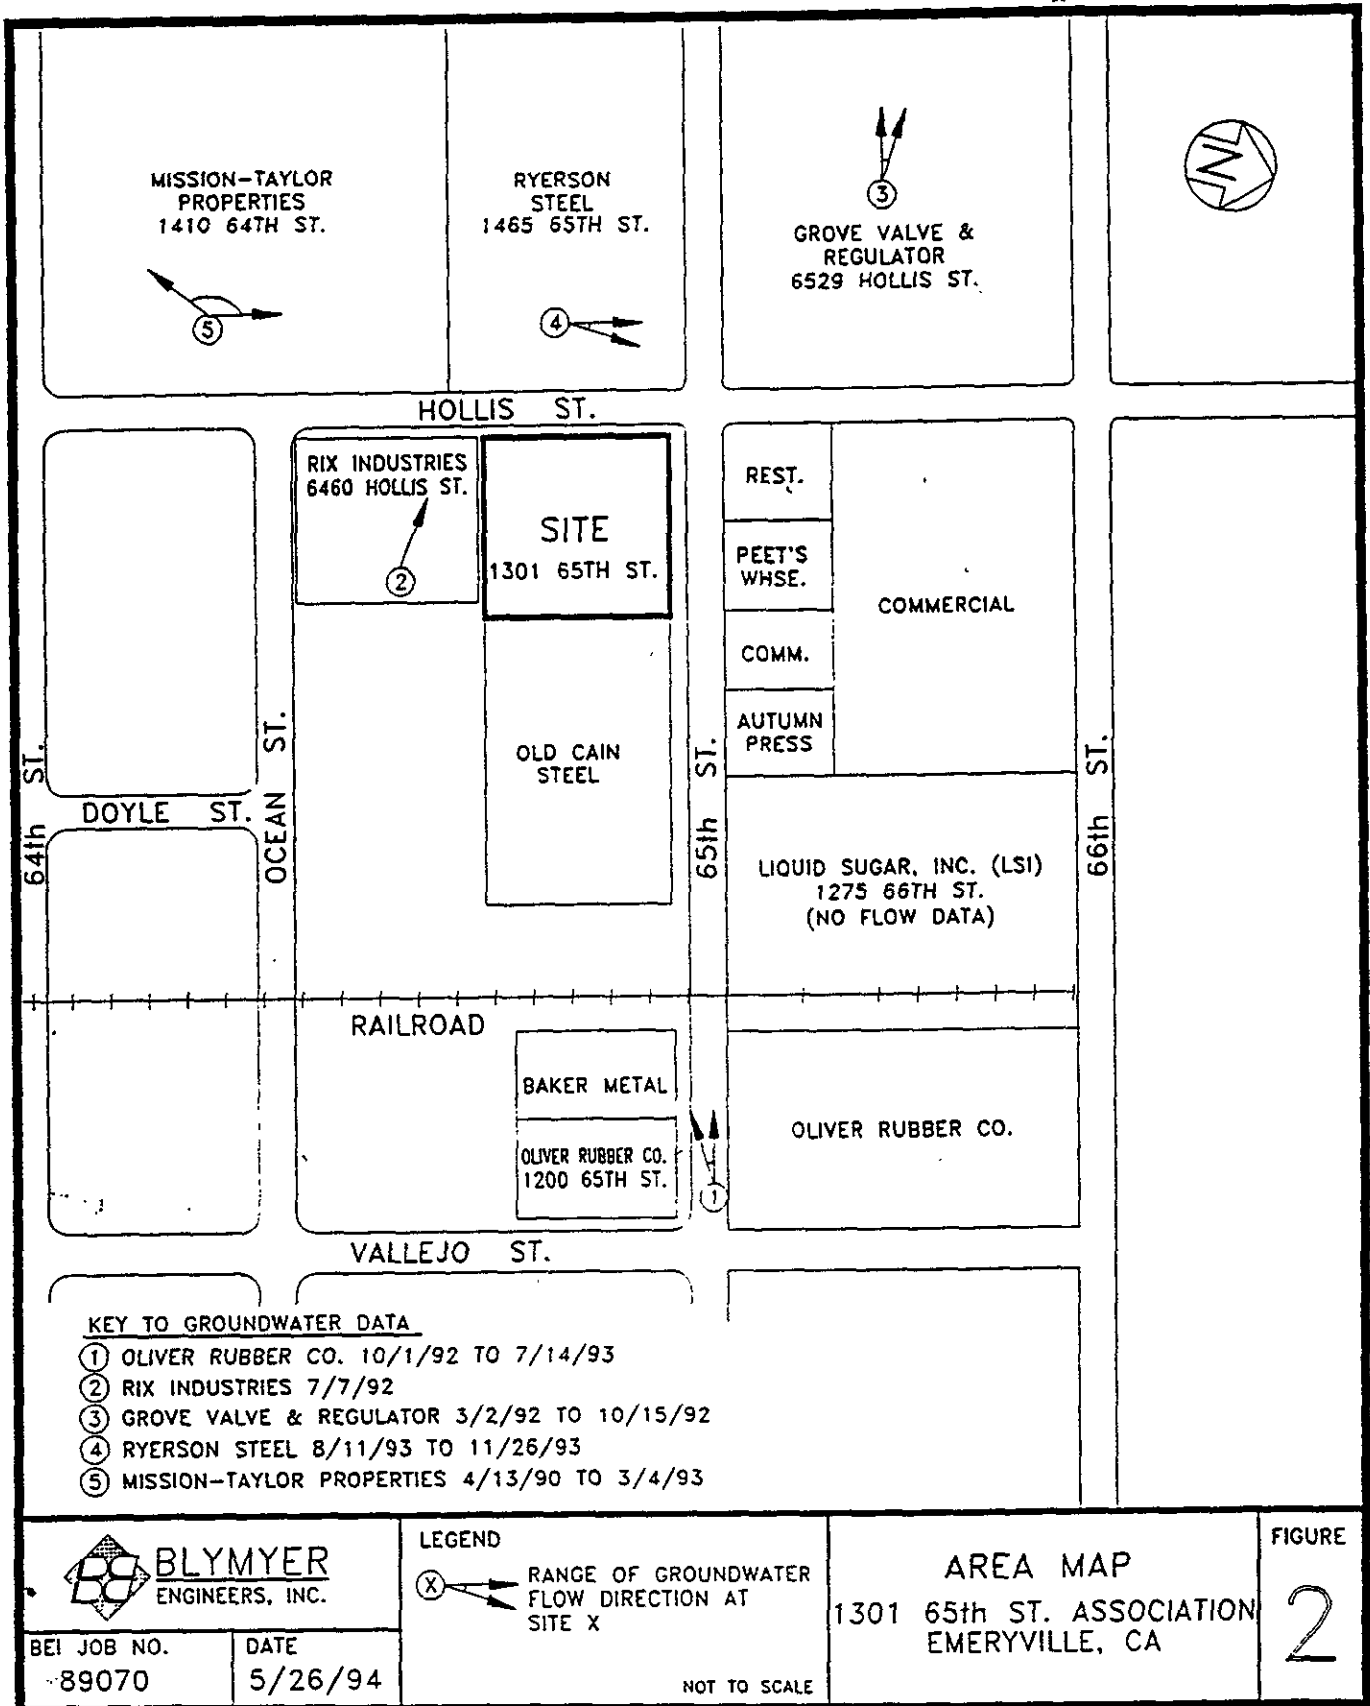 N
MISSION-TAYLOR
PROPERTIES
1410 64TH ST.
RYERSON
STEEL
1465 65TH ST.
3
GROVE VALVE &
REGULATOR
6529 HOLLIS ST.
5
4
HOLLIS ST.
RIX INDUSTRIES
6460 HOLLIS ST.
2
SITE
1301 65TH ST.
REST.
PEET'S
WHSE.
COMM.
AUTUMN
PRESS
COMMERCIAL
OLD CAIN
STEEL
64th ST.
DOYLE ST.
OCEAN ST.
65th ST.
66th ST.
LIQUID SUGAR, INC. (LSI)
1275 66TH ST.
(NO FLOW DATA)
RAILROAD
BAKER METAL
OLIVER RUBBER CO.
1200 65TH ST.
1
OLIVER RUBBER CO.
VALLEJO ST.
KEY TO GROUNDWATER DATA
1 OLIVER RUBBER CO. 10/1/92 TO 7/14/93
2 RIX INDUSTRIES 7/7/92
3 GROVE VALVE & REGULATOR 3/2/92 TO 10/15/92
4 RYERSON STEEL 8/11/93 TO 11/26/93
5 MISSION-TAYLOR PROPERTIES 4/13/90 TO 3/4/93
BLYMYER
ENGINEERS, INC.
BEI JOB NO.
89070
DATE
5/26/94
LEGEND
X RANGE OF GROUNDWATER
FLOW DIRECTION AT
SITE X
NOT TO SCALE
AREA MAP
1301 65th ST. ASSOCIATION
EMERYVILLE, CA
FIGURE
2